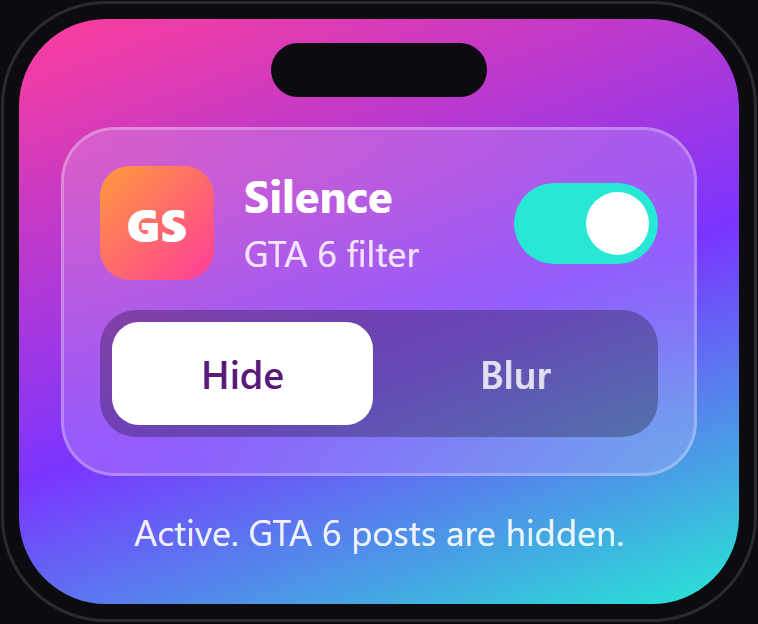 GS
Silence
GTA 6 filter
Hide
Blur
Active. GTA 6 posts are hidden.